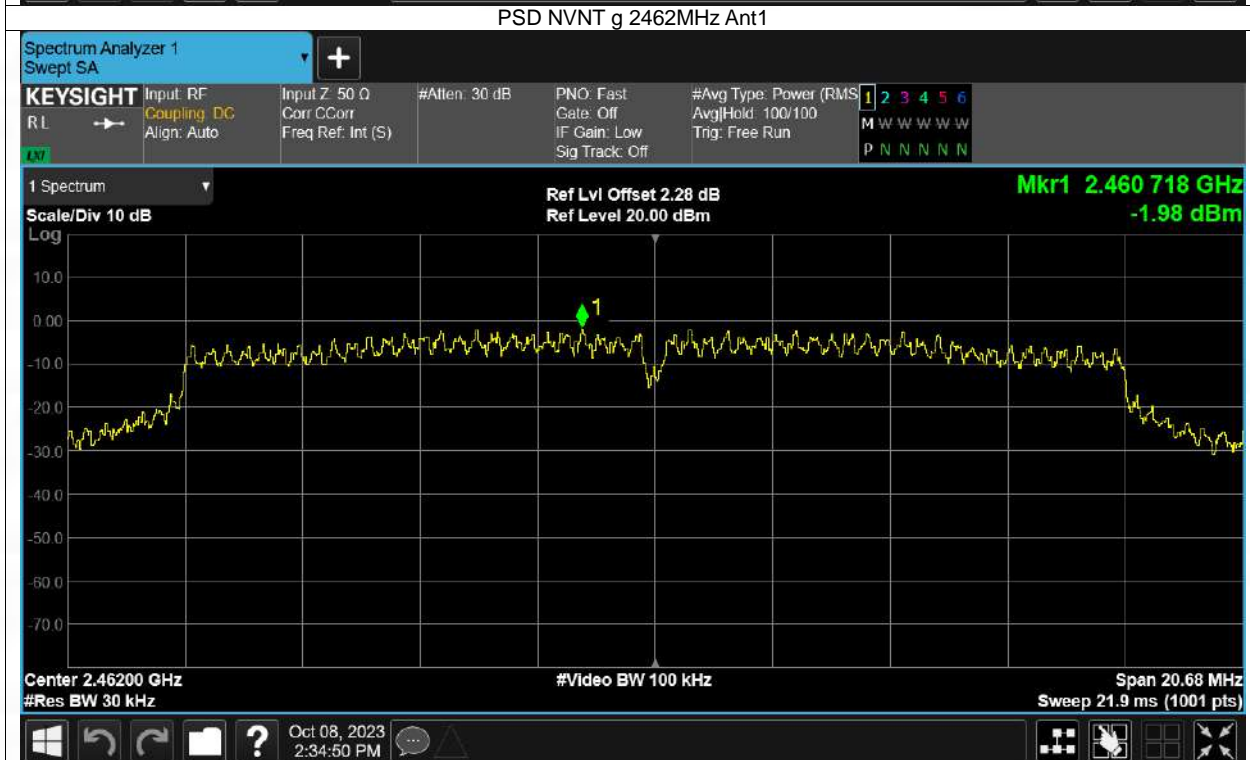 PSD NVNT g 2462MHz Ant1
Spectrum Analyzer 1
Swept SA
+
KEYSIGHT
RL
LXI
Input: RF
Coupling: DC
Align: Auto
Input Z: 50 Ω
Corr CCorr
Freq Ref: Int (S)
#Atten: 30 dB
PNO: Fast
Gate: Off
IF Gain: Low
Sig Track: Off
#Avg Type: Power (RMS
Avg|Hold: 100/100
Trig: Free Run
1 2 3 4 5 6
M W W W W W
P N N N N N
1 Spectrum
Scale/Div 10 dB
Log
Ref Lvl Offset 2.28 dB
Ref Level 20.00 dBm
Mkr1 2.460 718 GHz
-1.98 dBm
1
10.0
0.00
-10.0
-20.0
-30.0
-40.0
-50.0
-60.0
-70.0
Center 2.46200 GHz
#Res BW 30 kHz
#Video BW 100 kHz
Span 20.68 MHz
Sweep 21.9 ms (1001 pts)
?
Oct 08, 2023
2:34:50 PM